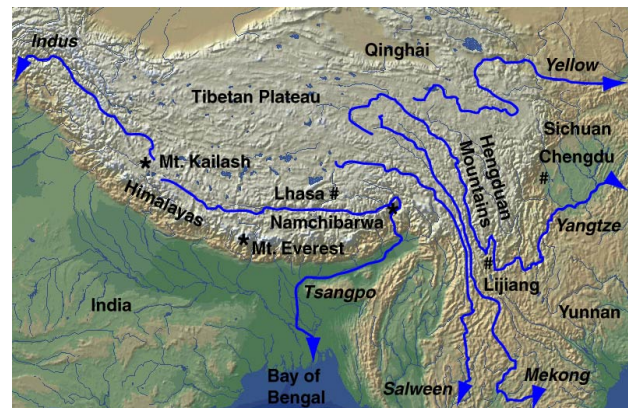 Indus
Qinghai
Yellow
Tibetan Plateau
Sichuan
Chengdu
#
* Mt. Kailash
Hengduan
Mountains
Himalayas
Lhasa #
Namchibarwa *
* Mt. Everest
Yangtze
#
Lijiang
Tsangpo
India
Yunnan
Bay of
Bengal
Salween
Mekong